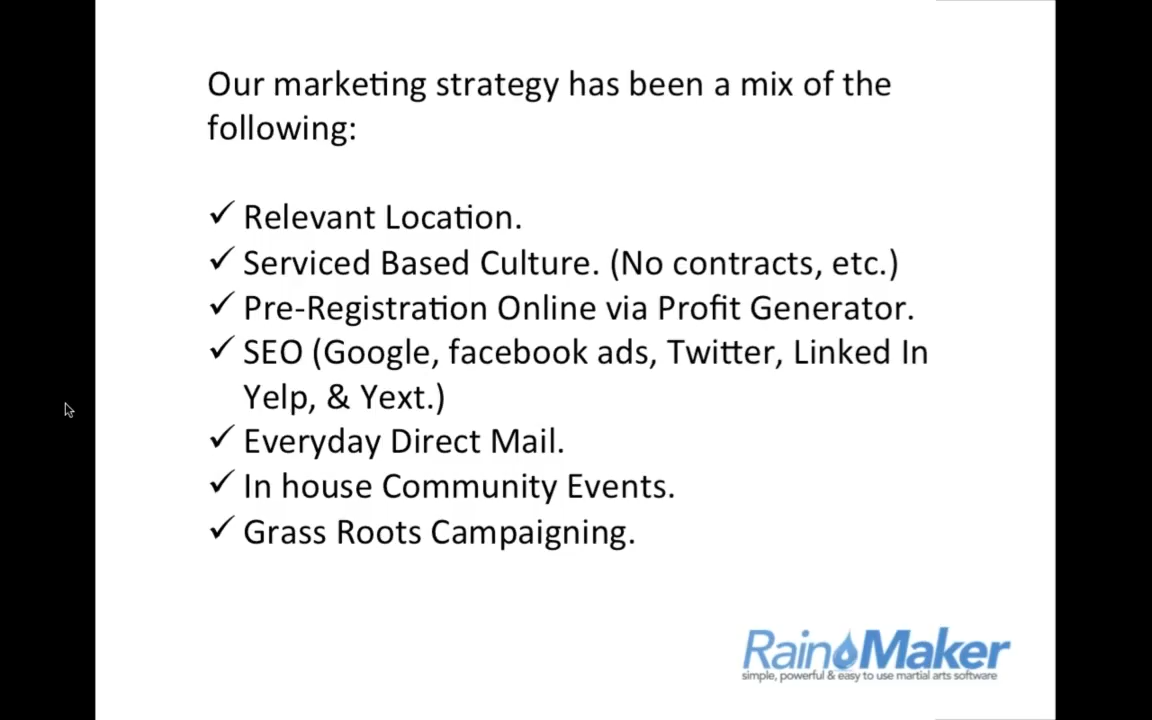 Our marketing strategy has been a mix of the
following:
✓ Relevant Location.
✓ Serviced Based Culture. (No contracts, etc.)
✓ Pre-Registration Online via Profit Generator.
✓ SEO (Google, facebook ads, Twitter, Linked In
Yelp, & Yext.)
✓ Everyday Direct Mail.
✓ In house Community Events.
✓ Grass Roots Campaigning.
RainMaker
simple, powerful & easy to use martial arts software